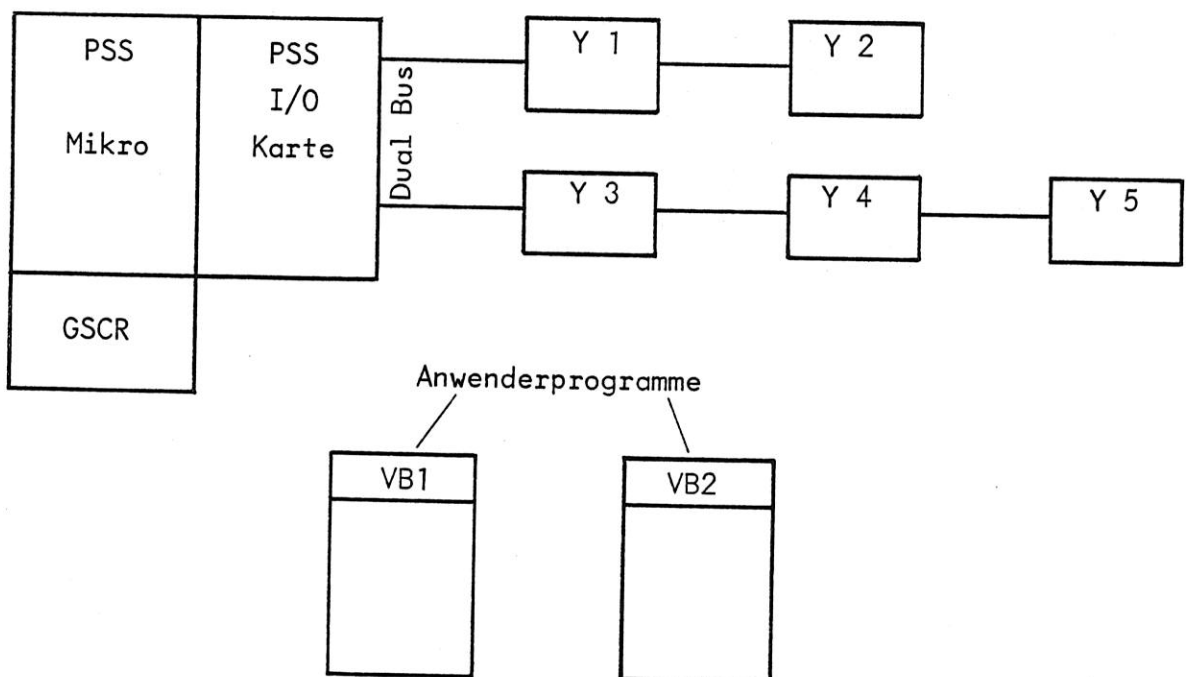 PSS
Mikro
PSS
I/O
Karte
Dual Bus
Y 1
Y 2
Y 3
Y 4
Y 5
GSCR
Anwenderprogramme
VB1
VB2